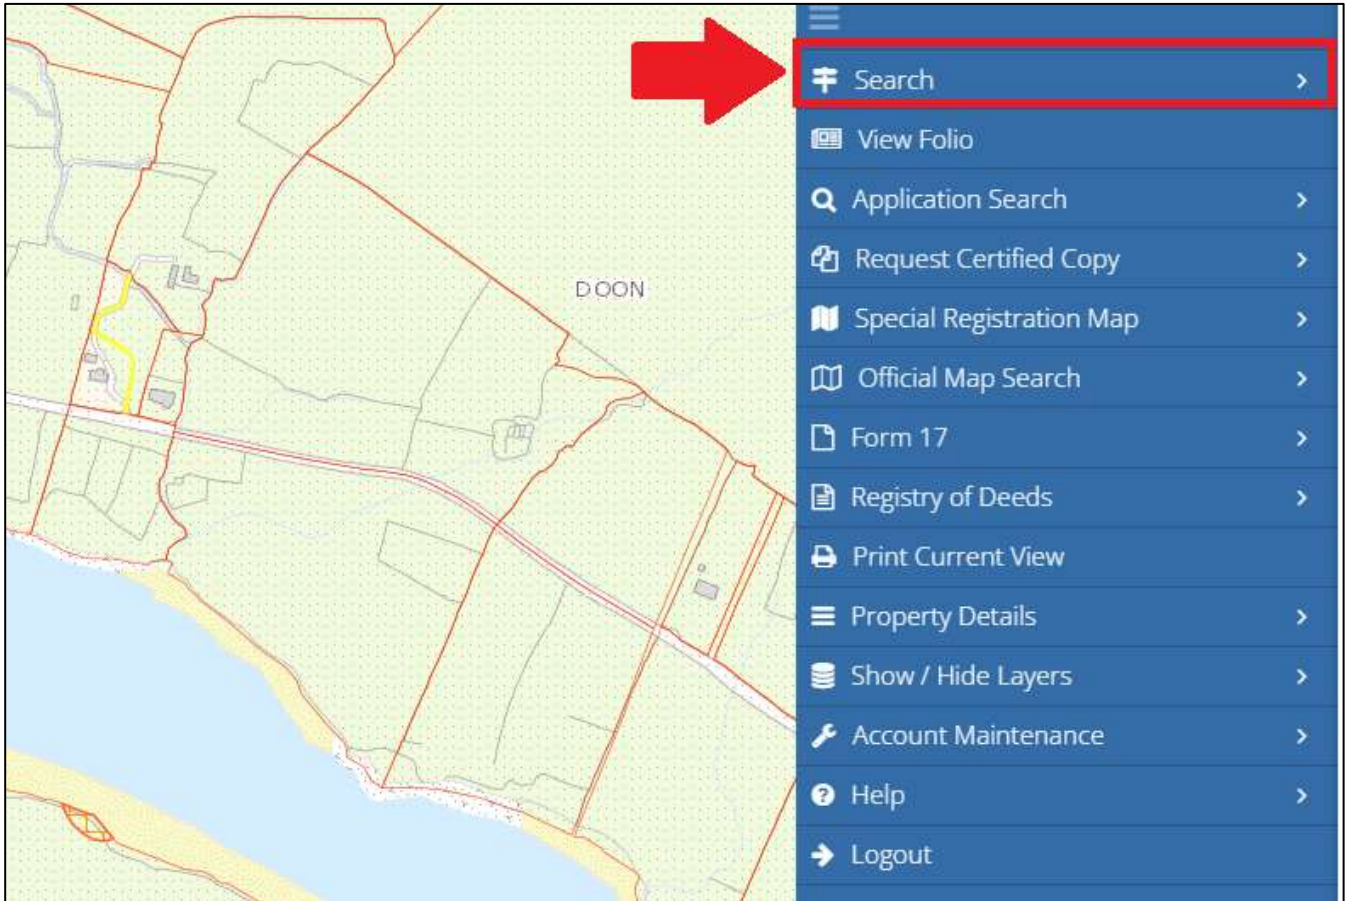 Search
View Folio
Application Search
DOON
Request Certified Copy
Special Registration Map
Official Map Search
Form 17
Registry of Deeds
Print Current View
Property Details
Show / Hide Layers
Account Maintenance
Help
Logout